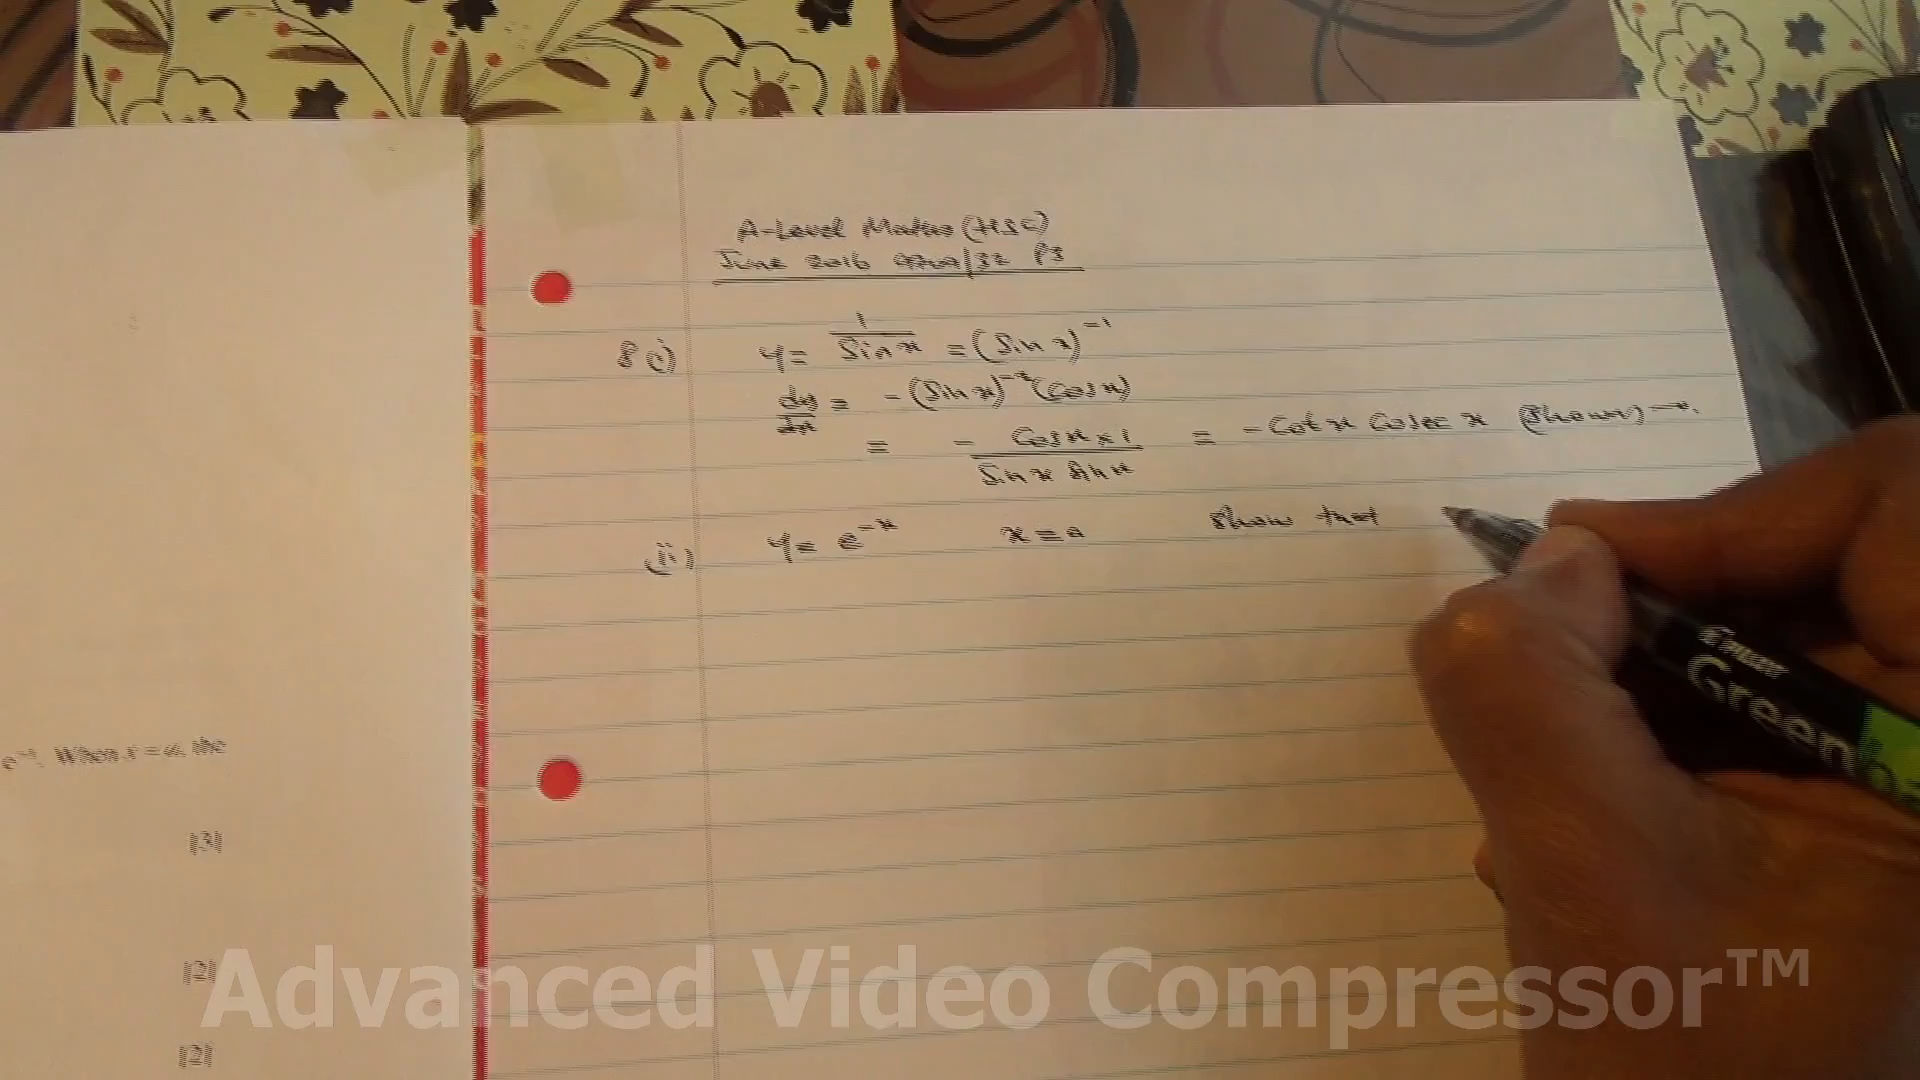 A-Level Maths (HSC)
June 2016 9709/32 P3
8(i) y = 1/Sin x = (Sin x)^-1
dy/dx = -(Sin x)^-2 (Cos x)
= - Cos x × 1 / Sin x Sin x = -Cot x Cosec x (Shown)
(ii) y = e^-x x = a Show that
When x = a, the
[3]
[2]
[2]
Green
Advanced Video Compressor™